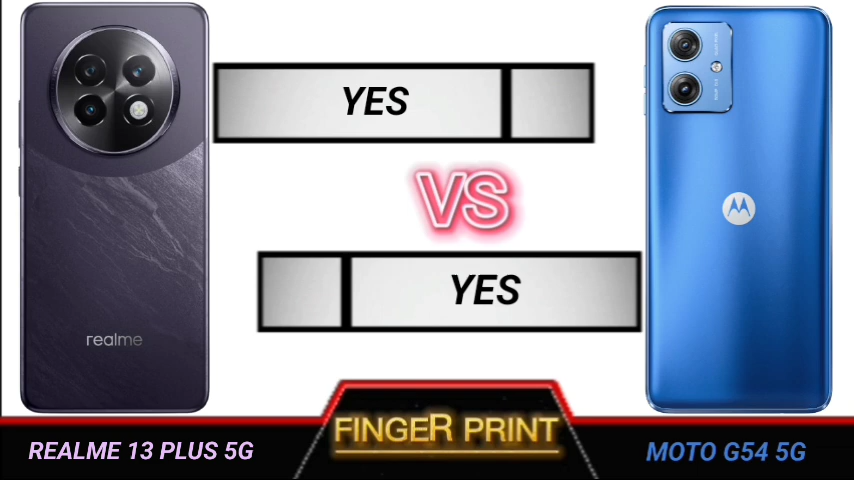 YES
VS
YES
realme
FINGER PRINT
REALME 13 PLUS 5G
MOTO G54 5G